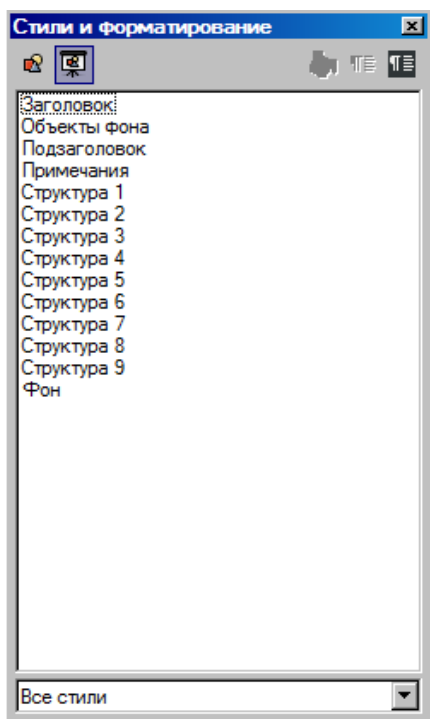 Стили и форматирование
Заголовок
Объекты фона
Подзаголовок
Примечания
Структура 1
Структура 2
Структура 3
Структура 4
Структура 5
Структура 6
Структура 7
Структура 8
Структура 9
Фон
Все стили